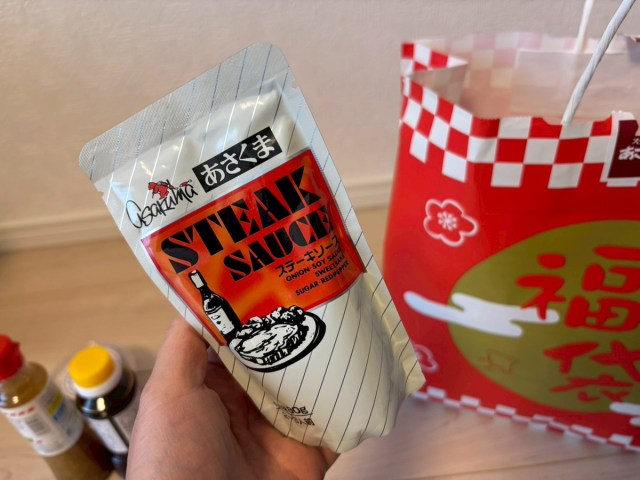 あさくま
asakuma
STEAK
SAUCE
ステーキソース
ONION SOY SAUCE
SUGAR REDPEPPER
福
袋